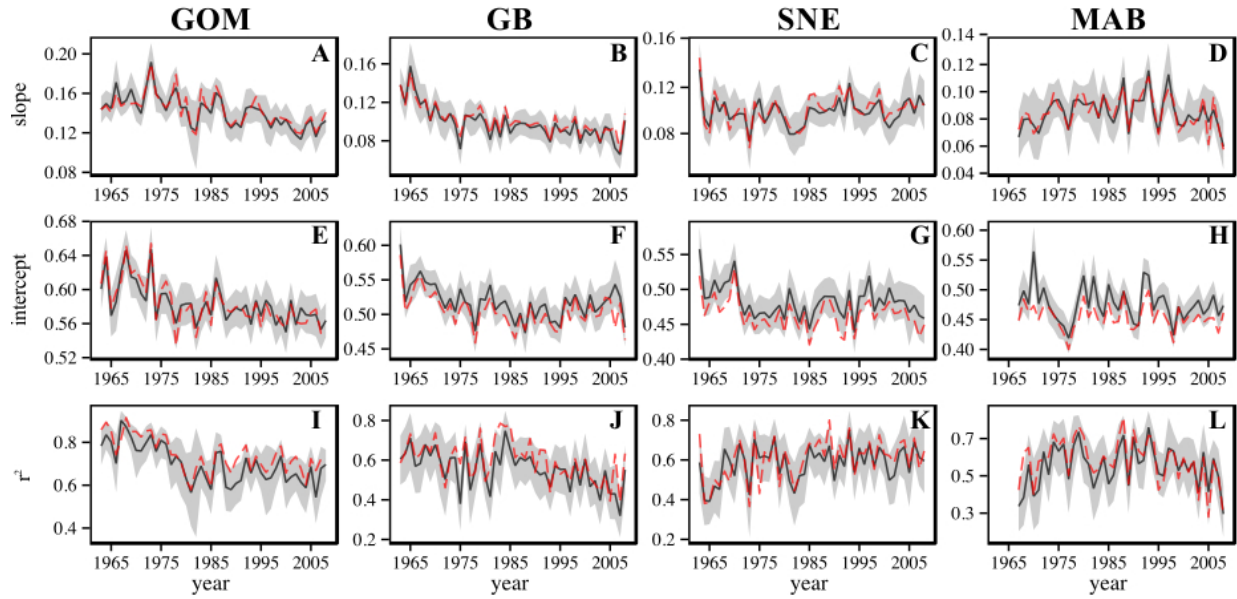 GOM GB SNE MAB
A B C D
slope
0.20 0.16 0.12 0.08
0.16 0.12 0.08
0.16 0.12 0.08
0.14 0.12 0.10 0.08 0.06 0.04
1965 1975 1985 1995 2005 1965 1975 1985 1995 2005 1965 1975 1985 1995 2005 1965 1975 1985 1995 2005
E F G H
intercept
0.68 0.64 0.60 0.56 0.52
0.60 0.55 0.50 0.45
0.55 0.50 0.45 0.40
0.60 0.55 0.50 0.45 0.40
1965 1975 1985 1995 2005 1965 1975 1985 1995 2005 1965 1975 1985 1995 2005 1965 1975 1985 1995 2005
I J K L
r²
0.8 0.6 0.4
0.8 0.6 0.4 0.2
0.8 0.6 0.4 0.2
0.7 0.5 0.3
1965 1975 1985 1995 2005 1965 1975 1985 1995 2005 1965 1975 1985 1995 2005 1965 1975 1985 1995 2005
year year year year